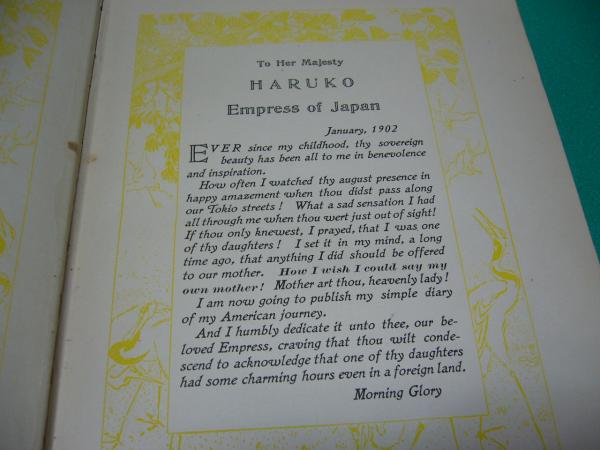 To Her Majesty
HARUKO
Empress of Japan
January, 1902
EVER since my childhood, thy sovereign
beauty has been all to me in benevolence
and inspiration.
How often I watched thy august presence in
happy amazement when thou didst pass along
our Tokio streets! What a sad sensation I had
all through me when thou wert just out of sight!
If thou only knewest, I prayed, that I was one
of thy daughters! I set it in my mind, a long
time ago, that anything I did should be offered
to our mother. How I wish I could say my
own mother! Mother art thou, heavenly lady!
I am now going to publish my simple diary
of my American journey.
And I humbly dedicate it unto thee, our be-
loved Empress, craving that thou wilt conde-
scend to acknowledge that one of thy daughters
had some charming hours even in a foreign land.
Morning Glory